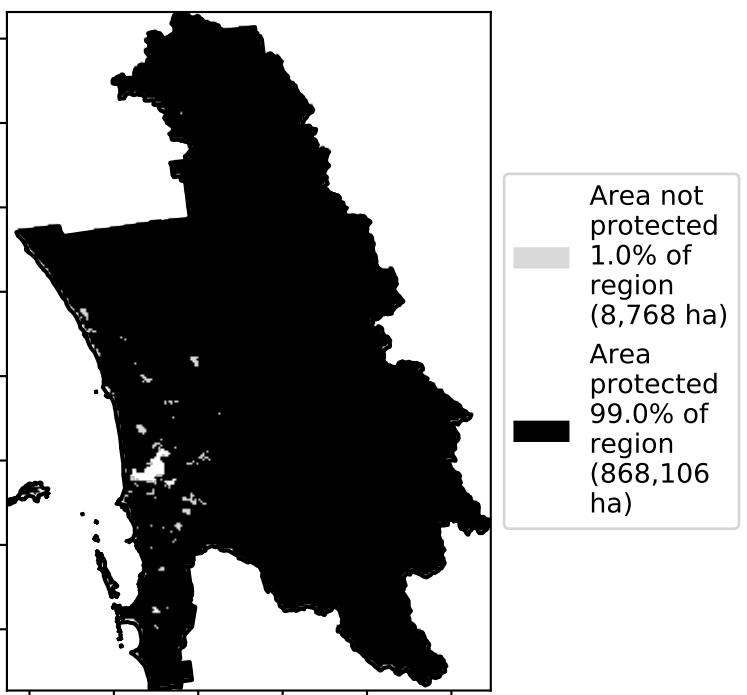 Area not
protected
1.0% of
region
(8,768 ha)
Area
protected
99.0% of
region
(868,106
ha)